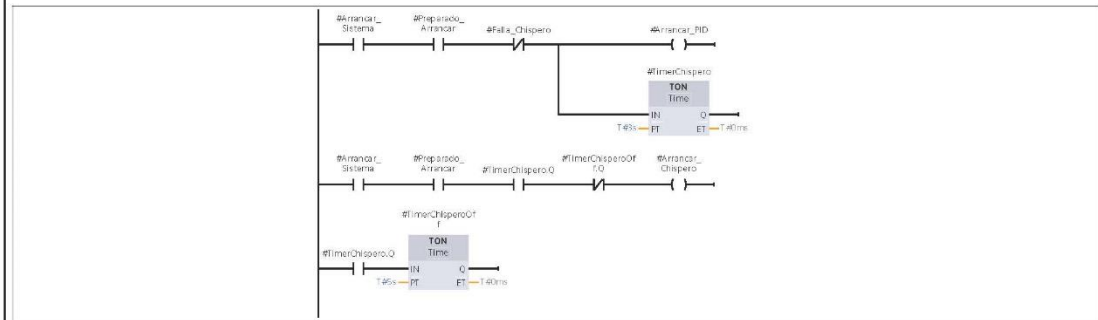 #Arrancar_
Sistema
#Preparado_
Arrancar
#Falla_Chispero
#Arrancar_PID
#TimerChispero
TON
Time
IN Q
T#3s PT ET T#0ms
#Arrancar_
Sistema
#Preparado_
Arrancar
#TimerChispero.Q
#TimerChisperoOf
f.Q
#Arrancar_
Chispero
#TimerChisperoOf
f
TON
Time
#TimerChispero.Q
IN Q
T#6s PT ET T#0ms